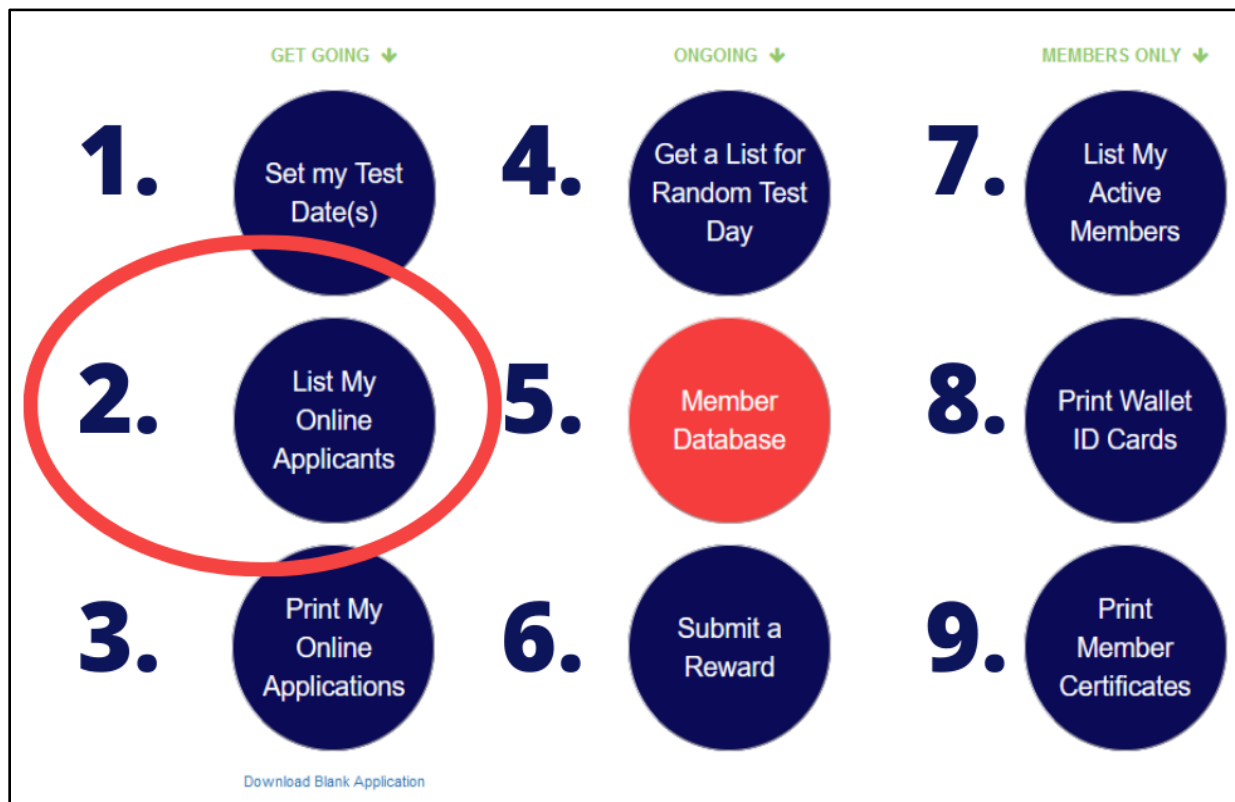 GET GOING
1.
Set my Test
Date(s)
2.
List My
Online
Applicants
3.
Print My
Online
Applications
Download Blank Application
ONGOING
4.
Get a List for
Random Test
Day
5.
Member
Database
6.
Submit a
Reward
MEMBERS ONLY
7.
List My
Active
Members
8.
Print Wallet
ID Cards
9.
Print
Member
Certificates